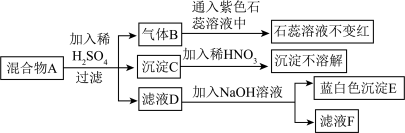 混合物A
加入稀
H₂SO₄
过滤
气体B
通入紫色石
蕊溶液中
石蕊溶液不变红
沉淀C
加入稀HNO₃
沉淀不溶解
滤液D
加入NaOH溶液
蓝白色沉淀E
滤液F